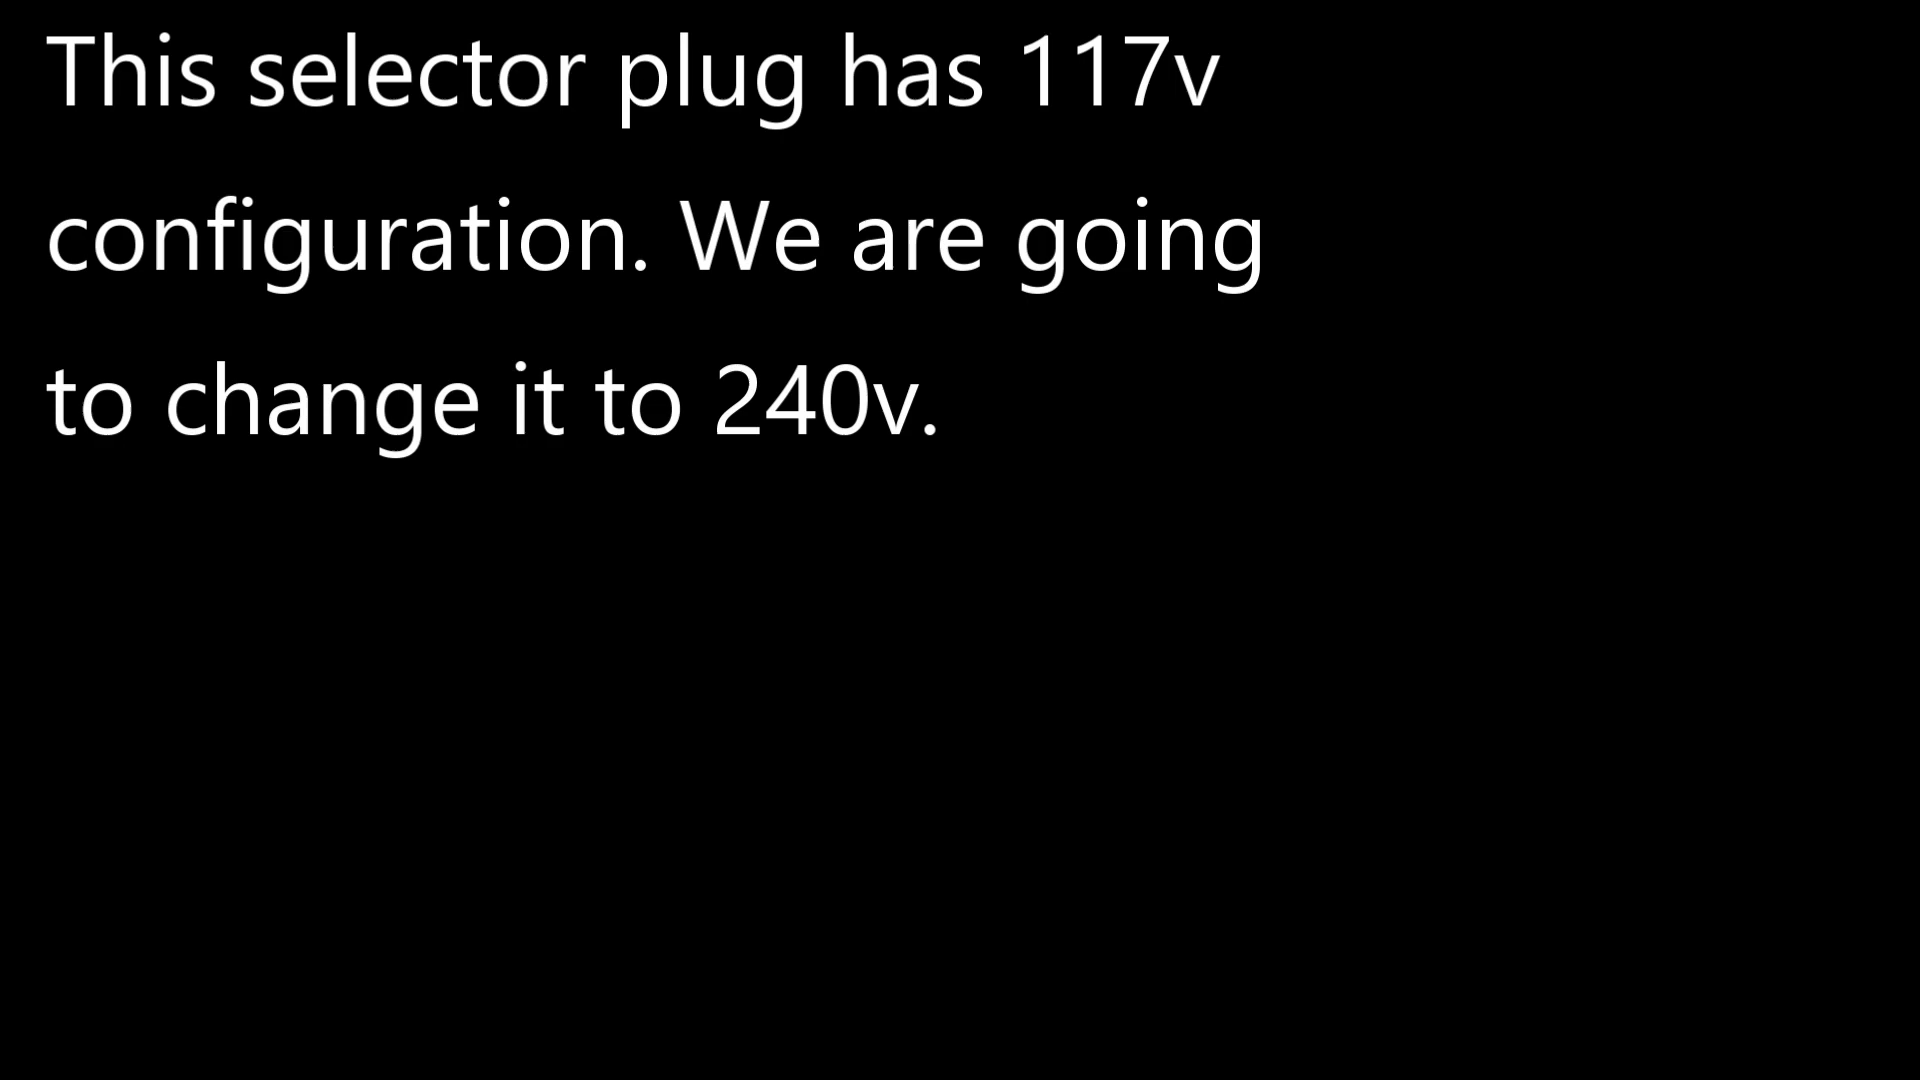 This selector plug has 117v
configuration. We are going
to change it to 240v.